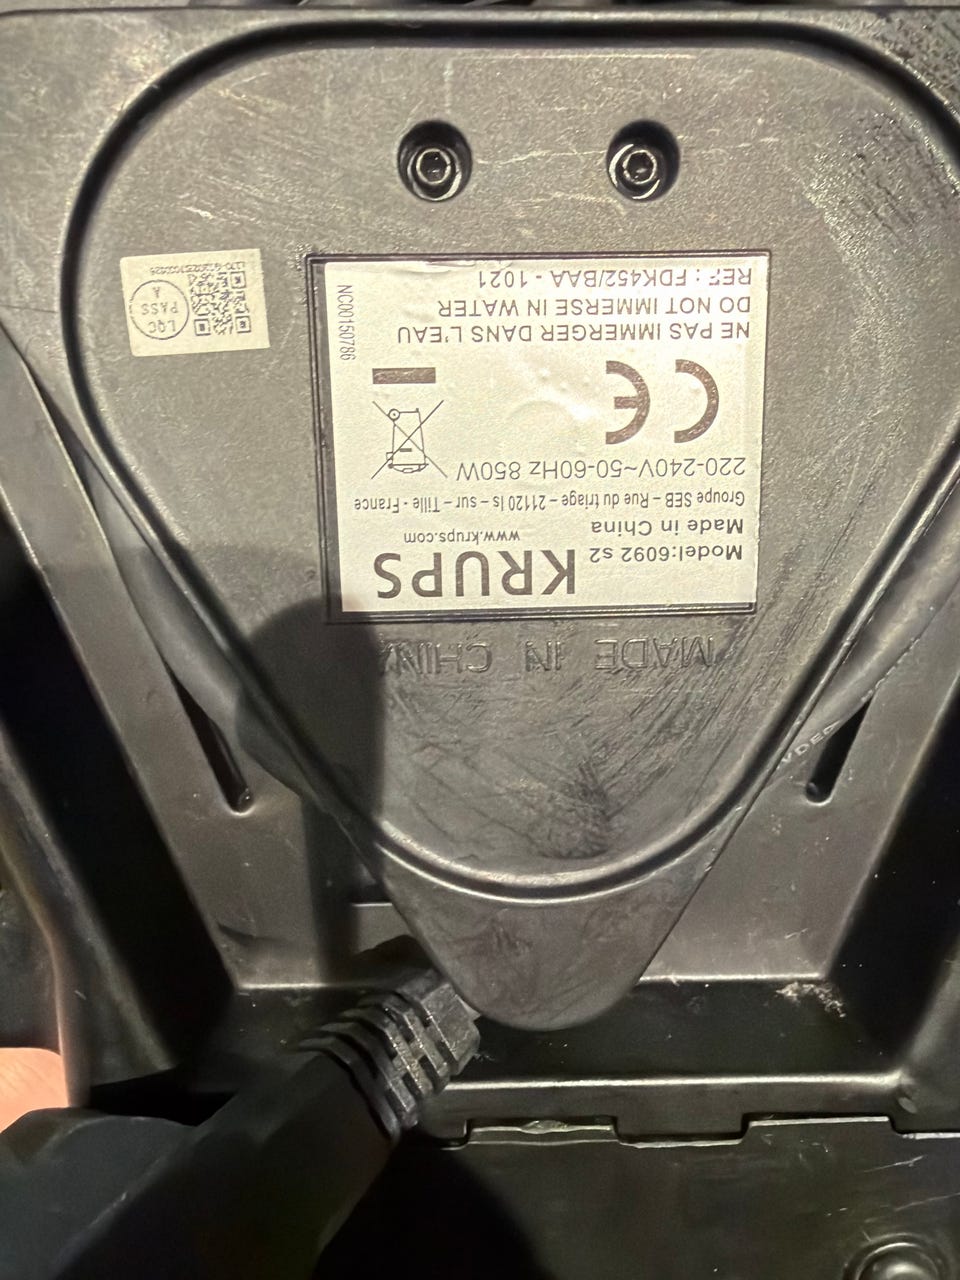 KRUPS
Model:6092 s2
Made in China
www.krups.com
Groupe SEB – Rue du triage – 21120 Is – sur – Tille - France
220-240V~50-60Hz 850W
CE
NE PAS IMMERGER DANS L'EAU
DO NOT IMMERSE IN WATER
REF : FDK452/BAA - 1021
NC00150786
LQC
PASS
A
MADE IN CHINA